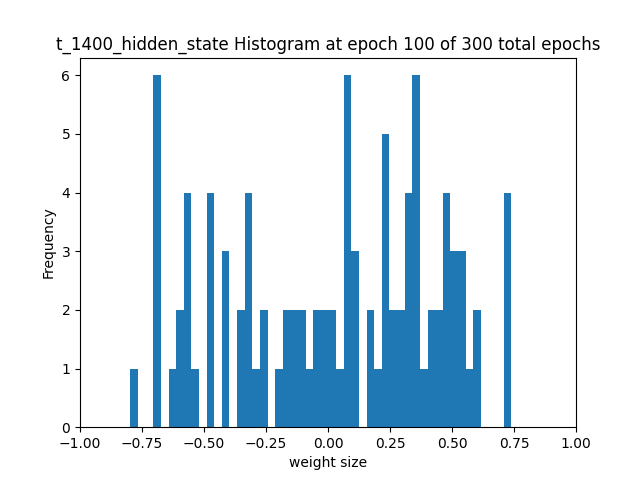 t_1400_hidden_state Histogram at epoch 100 of 300 total epochs
6
5
4
3
2
1
0
Frequency
−1.00 −0.75 −0.50 −0.25 0.00 0.25 0.50 0.75 1.00
weight size